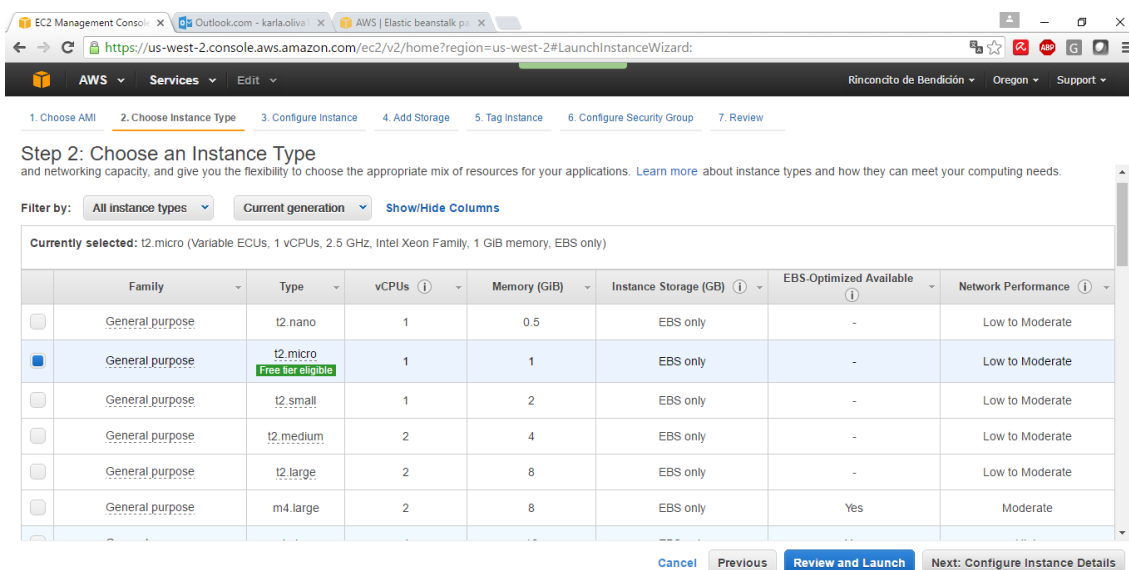 EC2 Management Console
Outlook.com - karla.oliva
AWS | Elastic beanstalk pa
https://us-west-2.console.aws.amazon.com/ec2/v2/home?region=us-west-2#LaunchInstanceWizard:
ABP
G
AWS Services Edit Rinconcito de Bendición Oregon Support
1. Choose AMI 2. Choose Instance Type 3. Configure Instance 4. Add Storage 5. Tag Instance 6. Configure Security Group 7. Review
Step 2: Choose an Instance Type
and networking capacity, and give you the flexibility to choose the appropriate mix of resources for your applications. Learn more about instance types and how they can meet your computing needs.
Filter by: All instance types Current generation Show/Hide Columns
Currently selected: t2.micro (Variable ECUs, 1 vCPUs, 2.5 GHz, Intel Xeon Family, 1 GiB memory, EBS only)
Family Type vCPUs Memory (GiB) Instance Storage (GB) EBS-Optimized Available Network Performance
General purpose t2.nano 1 0.5 EBS only - Low to Moderate
General purpose t2.micro 1 1 EBS only - Low to Moderate
Free tier eligible
General purpose t2.small 1 2 EBS only - Low to Moderate
General purpose t2.medium 2 4 EBS only - Low to Moderate
General purpose t2.large 2 8 EBS only - Low to Moderate
General purpose m4.large 2 8 EBS only Yes Moderate
Cancel Previous Review and Launch Next: Configure Instance Details